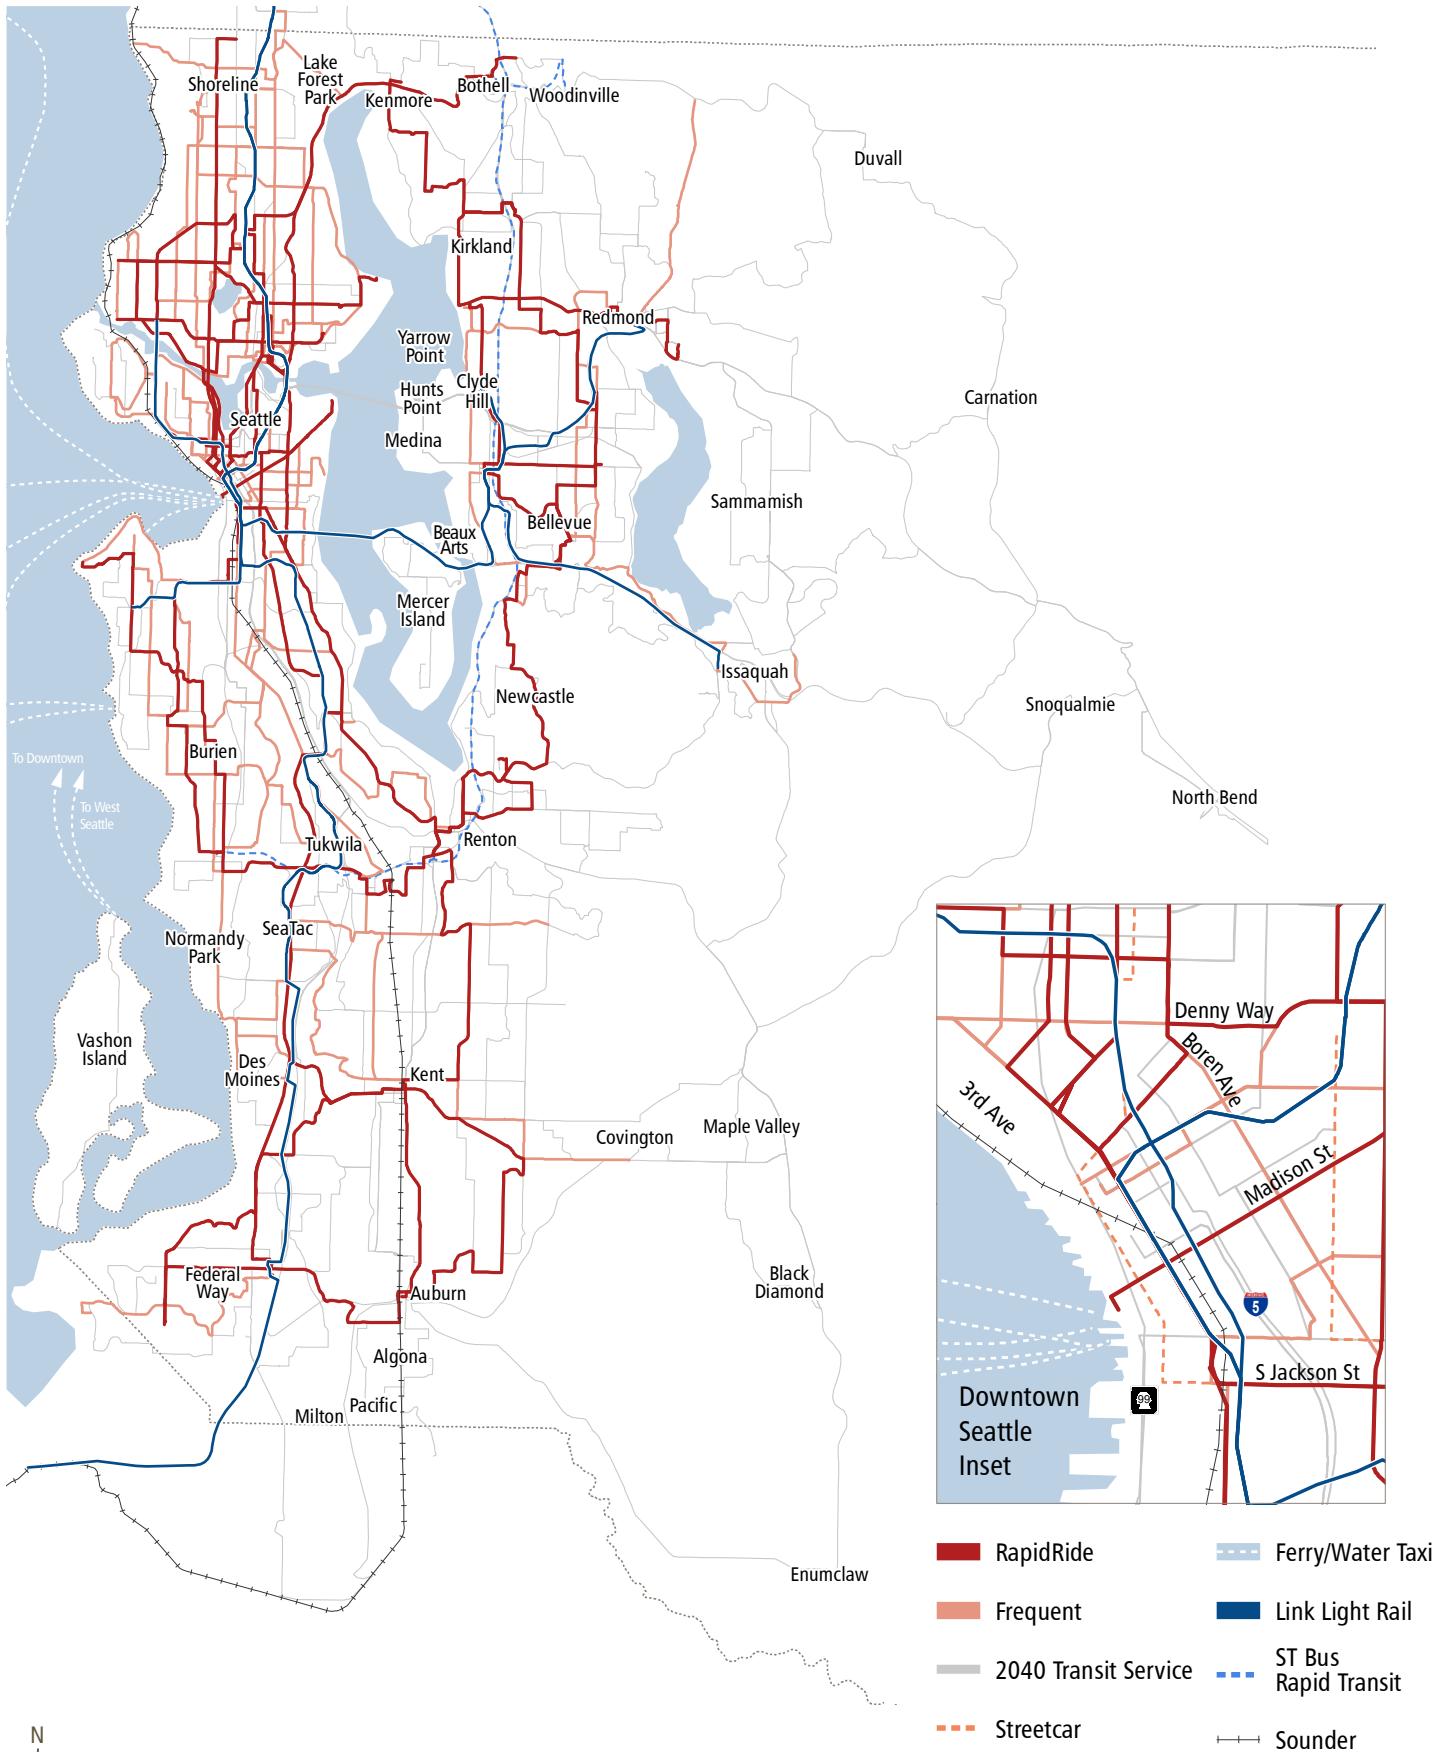 Shoreline
Lake
Forest
Park
Kenmore
Bothell
Woodinville
Duvall
Kirkland
Redmond
Yarrow
Point
Hunts
Point
Clyde
Hill
Medina
Seattle
Carnation
Sammamish
Bellevue
Beaux
Arts
Mercer
Island
Issaquah
Newcastle
Snoqualmie
Burien
To Downtown
To West
Seattle
North Bend
Tukwila
Renton
SeaTac
Normandy
Park
Vashon
Island
Des
Moines
Kent
Covington
Maple Valley
Federal
Way
Auburn
Black
Diamond
Algona
Pacific
Milton
Enumclaw
Denny Way
Boren Ave
3rd Ave
Madison St
5
S Jackson St
99
Downtown
Seattle
Inset
RapidRide
Frequent
2040 Transit Service
Streetcar
Ferry/Water Taxi
Link Light Rail
ST Bus
Rapid Transit
Sounder
N